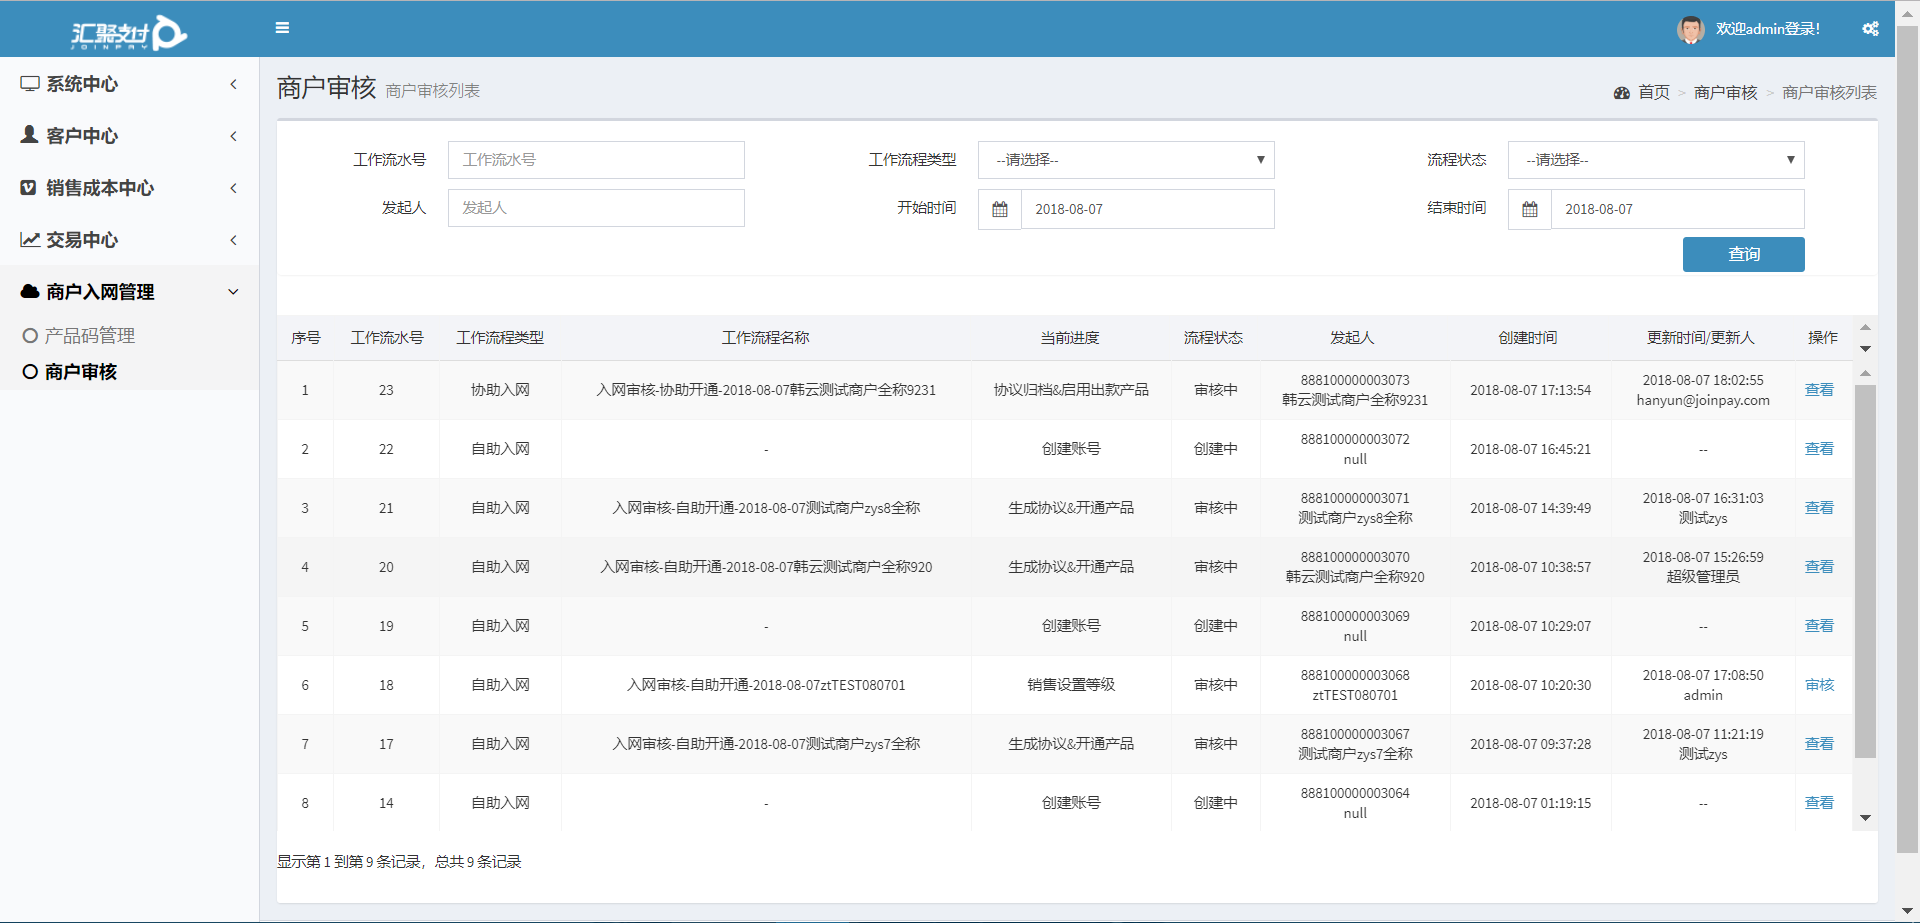 汇聚支付
JOINPAY
欢迎admin登录！
系统中心
客户中心
销售成本中心
交易中心
商户入网管理
产品码管理
商户审核
商户审核 商户审核列表
首页 > 商户审核 > 商户审核列表
工作流水号 工作流水号 工作流程类型 --请选择-- 流程状态 --请选择--
发起人 发起人 开始时间 2018-08-07 结束时间 2018-08-07
查询
序号 工作流水号 工作流程类型 工作流程名称 当前进度 流程状态 发起人 创建时间 更新时间/更新人 操作
1 23 协助入网 入网审核-协助开通-2018-08-07韩云测试商户全称9231 协议归档&启用出款产品 审核中 888100000003073 2018-08-07 17:13:54 2018-08-07 18:02:55 查看
韩云测试商户全称9231 hanyun@joinpay.com
2 22 自助入网 - 创建账号 创建中 888100000003072 2018-08-07 16:45:21 -- 查看
null
3 21 自助入网 入网审核-自助开通-2018-08-07测试商户zys8全称 生成协议&开通产品 审核中 888100000003071 2018-08-07 14:39:49 2018-08-07 16:31:03 查看
测试商户zys8全称 测试zys
4 20 自助入网 入网审核-自助开通-2018-08-07韩云测试商户全称920 生成协议&开通产品 审核中 888100000003070 2018-08-07 10:38:57 2018-08-07 15:26:59 查看
韩云测试商户全称920 超级管理员
5 19 自助入网 - 创建账号 创建中 888100000003069 2018-08-07 10:29:07 -- 查看
null
6 18 自助入网 入网审核-自助开通-2018-08-07ztTEST080701 销售设置等级 审核中 888100000003068 2018-08-07 10:20:30 2018-08-07 17:08:50 审核
ztTEST080701 admin
7 17 自助入网 入网审核-自助开通-2018-08-07测试商户zys7全称 生成协议&开通产品 审核中 888100000003067 2018-08-07 09:37:28 2018-08-07 11:21:19 查看
测试商户zys7全称 测试zys
8 14 自助入网 - 创建账号 创建中 888100000003064 2018-08-07 01:19:15 -- 查看
null
显示第 1 到第 9 条记录，总共 9 条记录